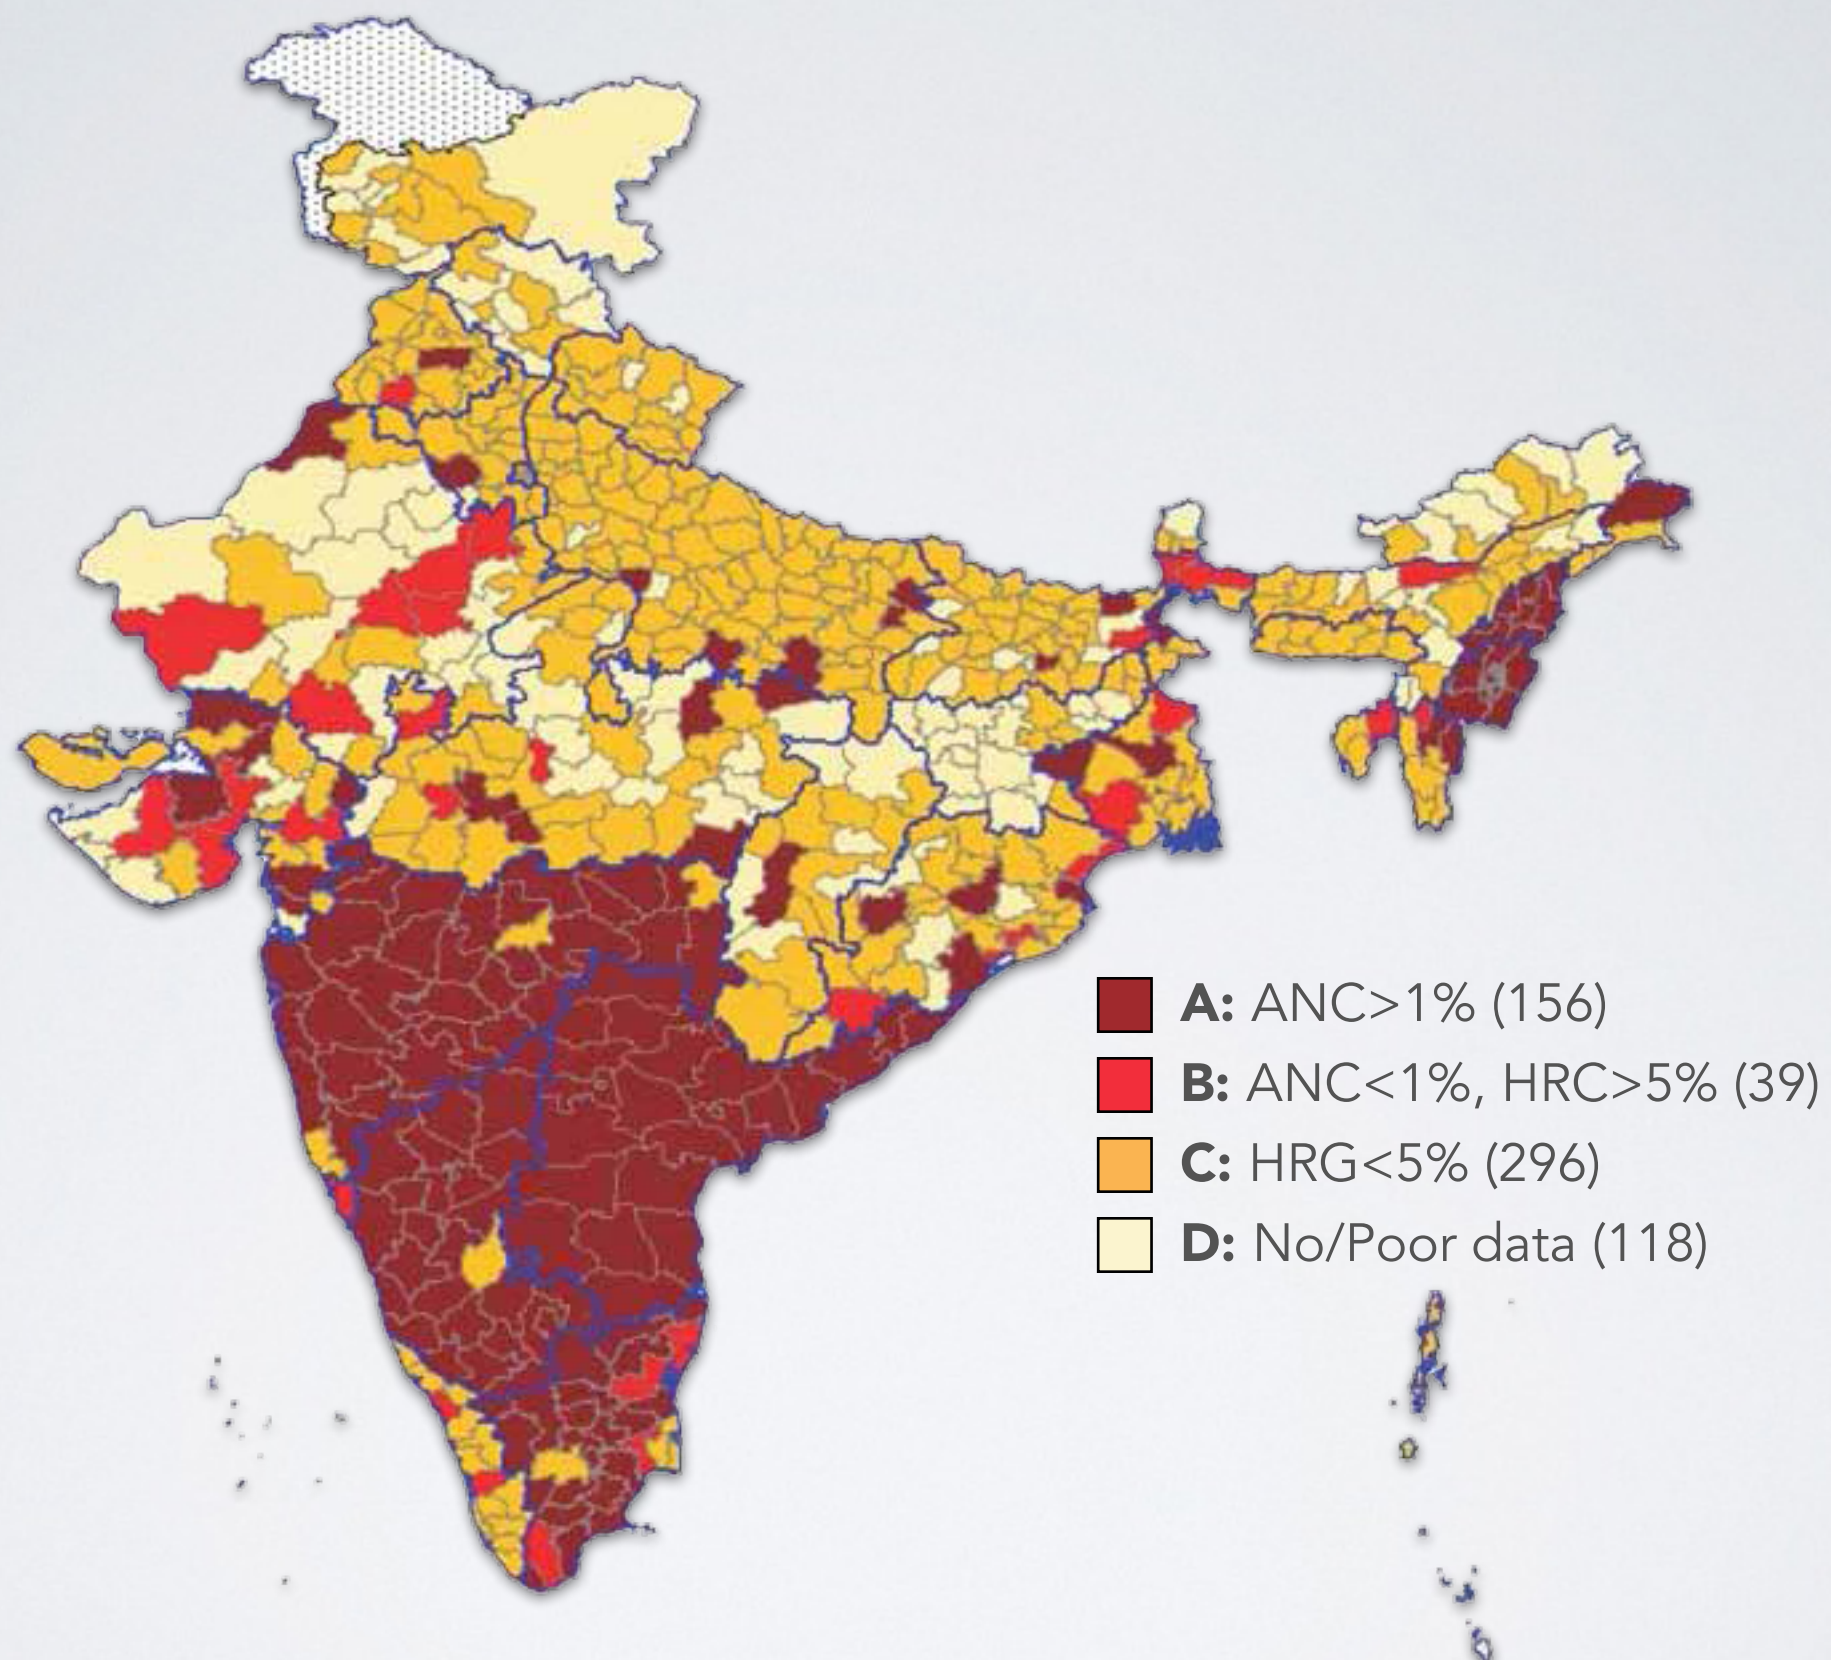 A: ANC>1% (156)
B: ANC<1%, HRC>5% (39)
C: HRG<5% (296)
D: No/Poor data (118)